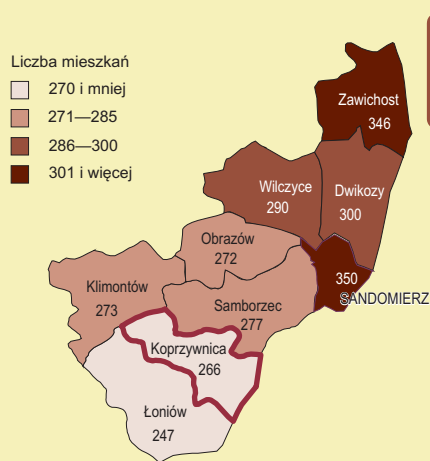 Liczba mieszkań
270 i mniej
271—285
286—300
301 i więcej
Zawichost
346
Wilczyce
290
Dwikozy
300
Obrazów
272
350
SANDOMIERZ
Klimontów
273
Samborzec
277
Koprzywnica
266
Łoniów
247